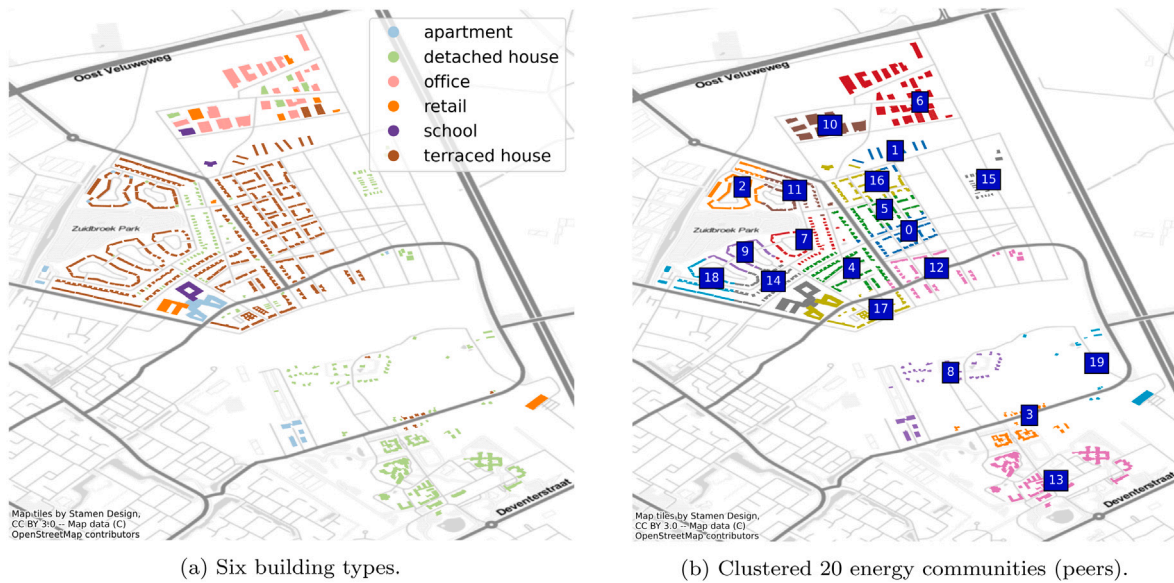 Oost Veluweweg
apartment
detached house
office
retail
school
terraced house
Zuidbroek Park
Deventerstraat
Map tiles by Stamen Design,
CC BY 3.0 -- Map data (C)
OpenStreetMap contributors
(a) Six building types.
Oost Veluweweg
6
10
1
15
16
2
11
5
0
Zuidbroek Park
7
9
4
12
18
14
17
19
8
3
13
Deventerstraat
Map tiles by Stamen Design,
CC BY 3.0 -- Map data (C)
OpenStreetMap contributors
(b) Clustered 20 energy communities (peers).